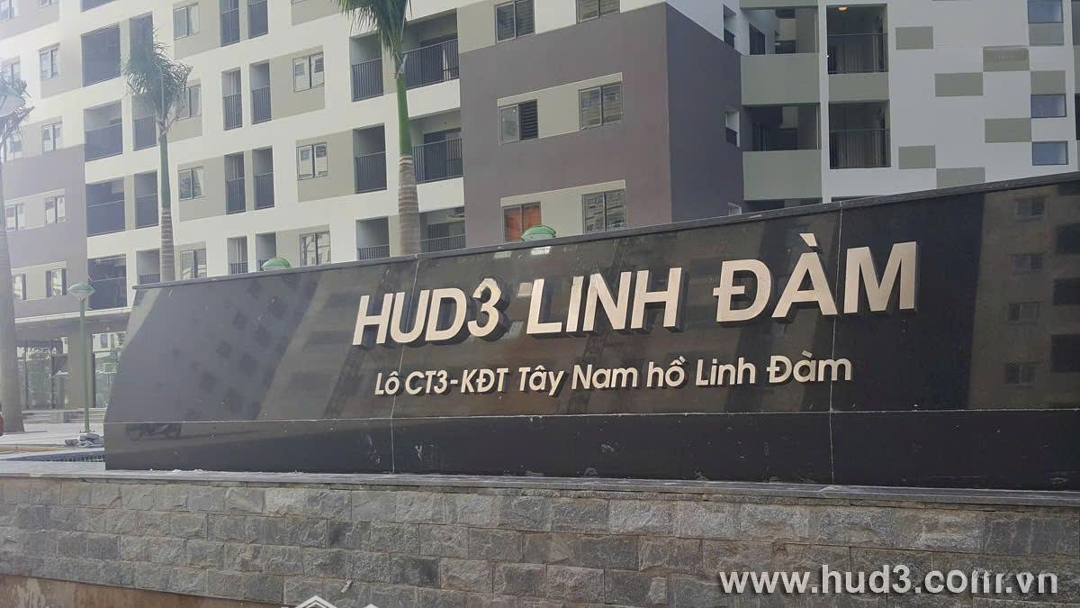 HUD3 LINH ĐÀM
Lô CT3-KĐT Tây Nam hồ Linh Đàm
www.hud3.com.vn